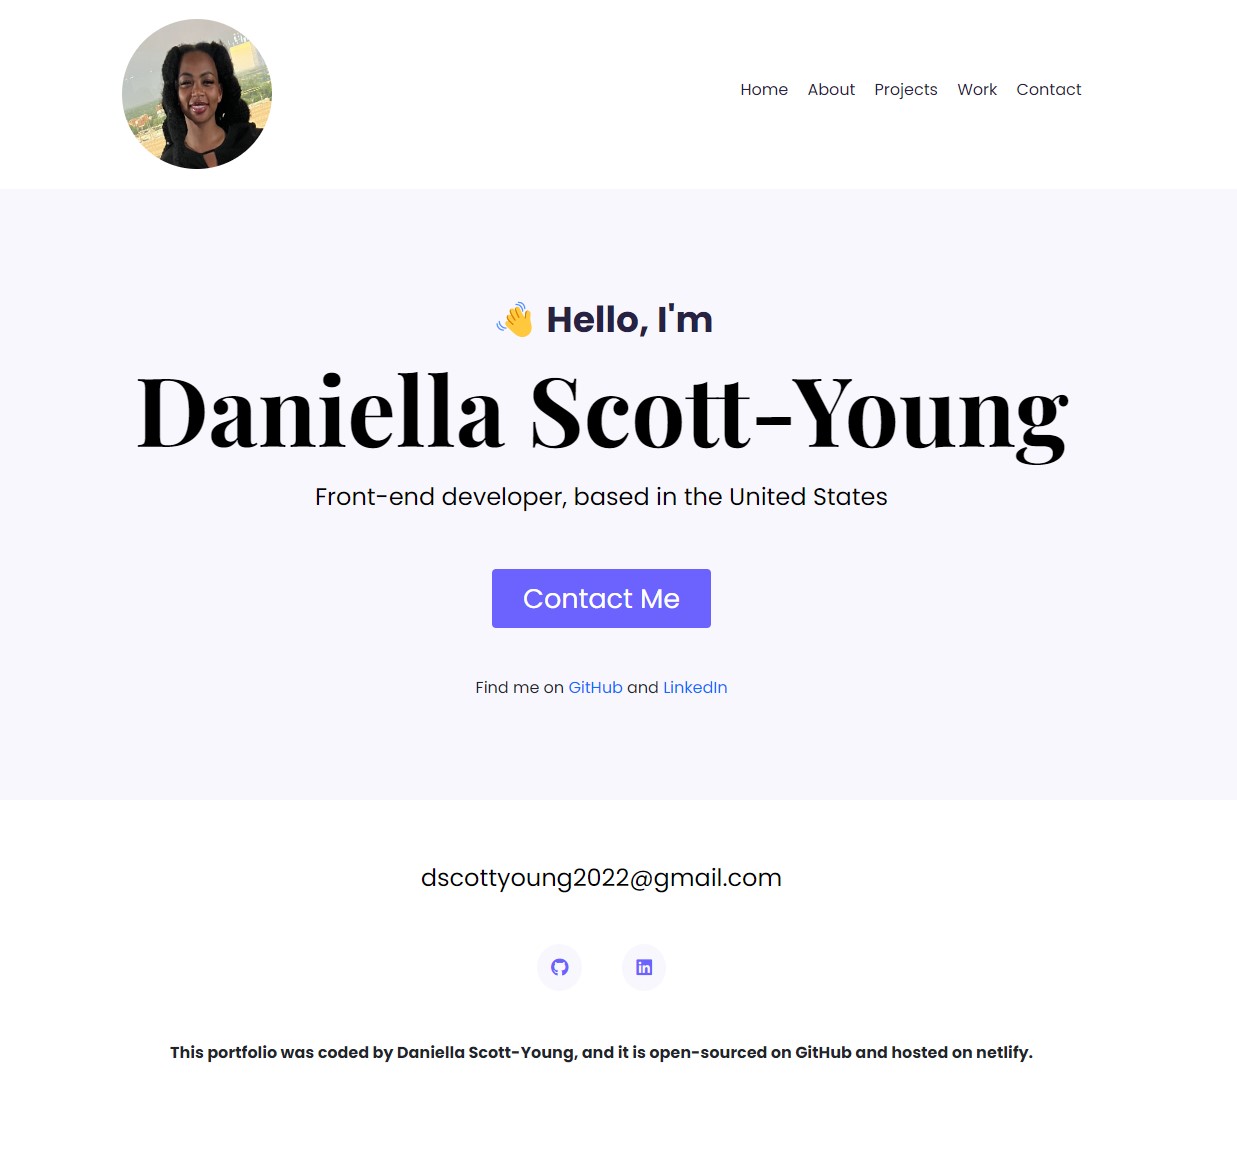 Home About Projects Work Contact
👋 Hello, I'm
Daniella Scott-Young
Front-end developer, based in the United States
Contact Me
Find me on GitHub and LinkedIn
dscottyoung2022@gmail.com
This portfolio was coded by Daniella Scott-Young, and it is open-sourced on GitHub and hosted on netlify.